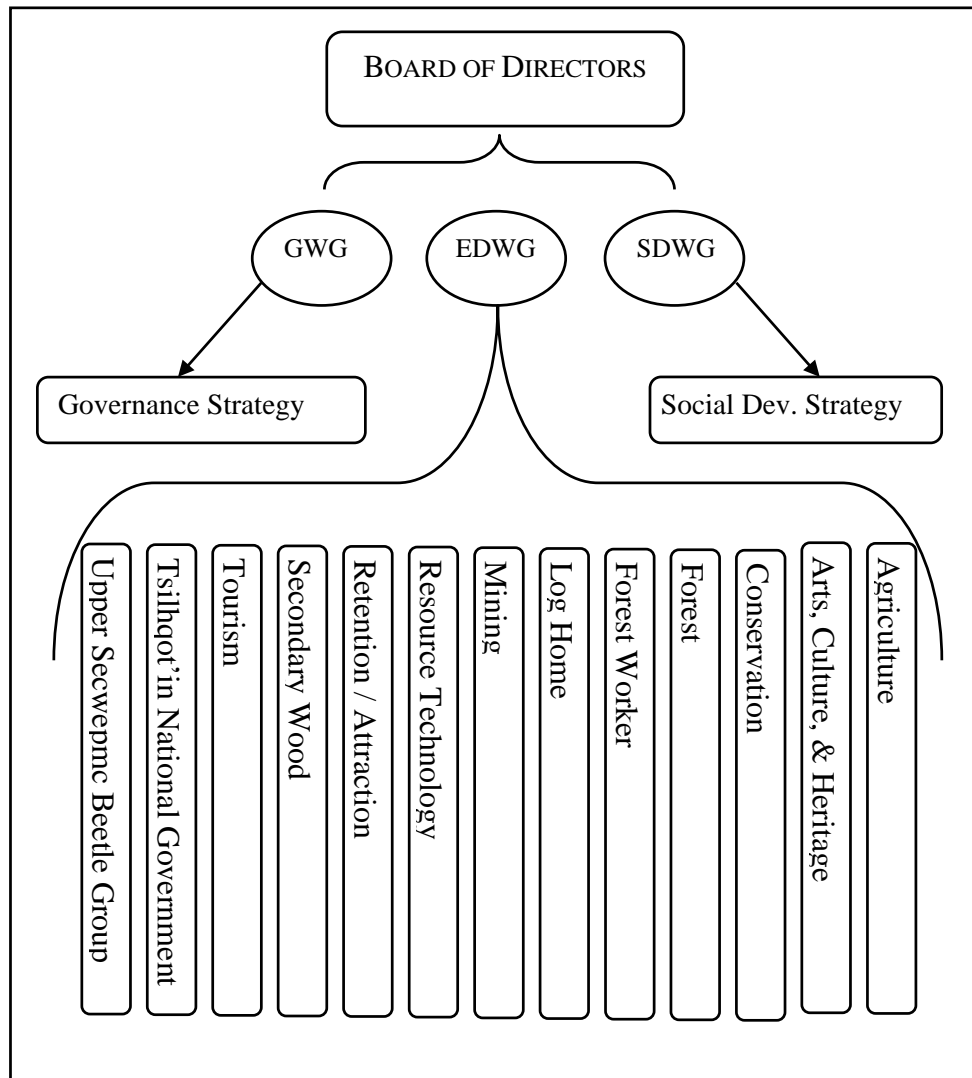 BOARD OF DIRECTORS
GWG
EDWG
SDWG
Governance Strategy
Social Dev. Strategy
Upper Secwepmc Beetle Group
Tsilhqot’in National Government
Tourism
Secondary Wood
Retention / Attraction
Resource Technology
Mining
Log Home
Forest Worker
Forest
Conservation
Arts, Culture, & Heritage
Agriculture